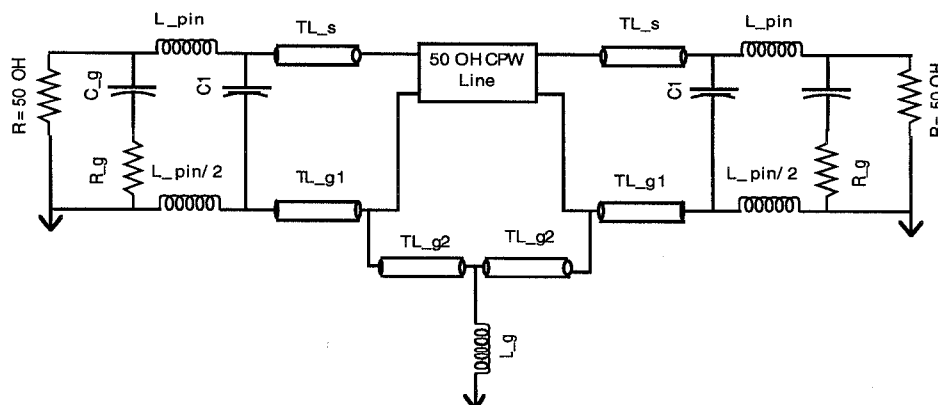 L_pin
TL_s
TL_s
L_pin
50 OH CPW
Line
R= 50 OH
C_g
C1
C1
R= 50 OH
R_g
L_pin/ 2
TL_g1
TL_g1
L_pin/ 2
R_g
TL_g2
TL_g2
L_g